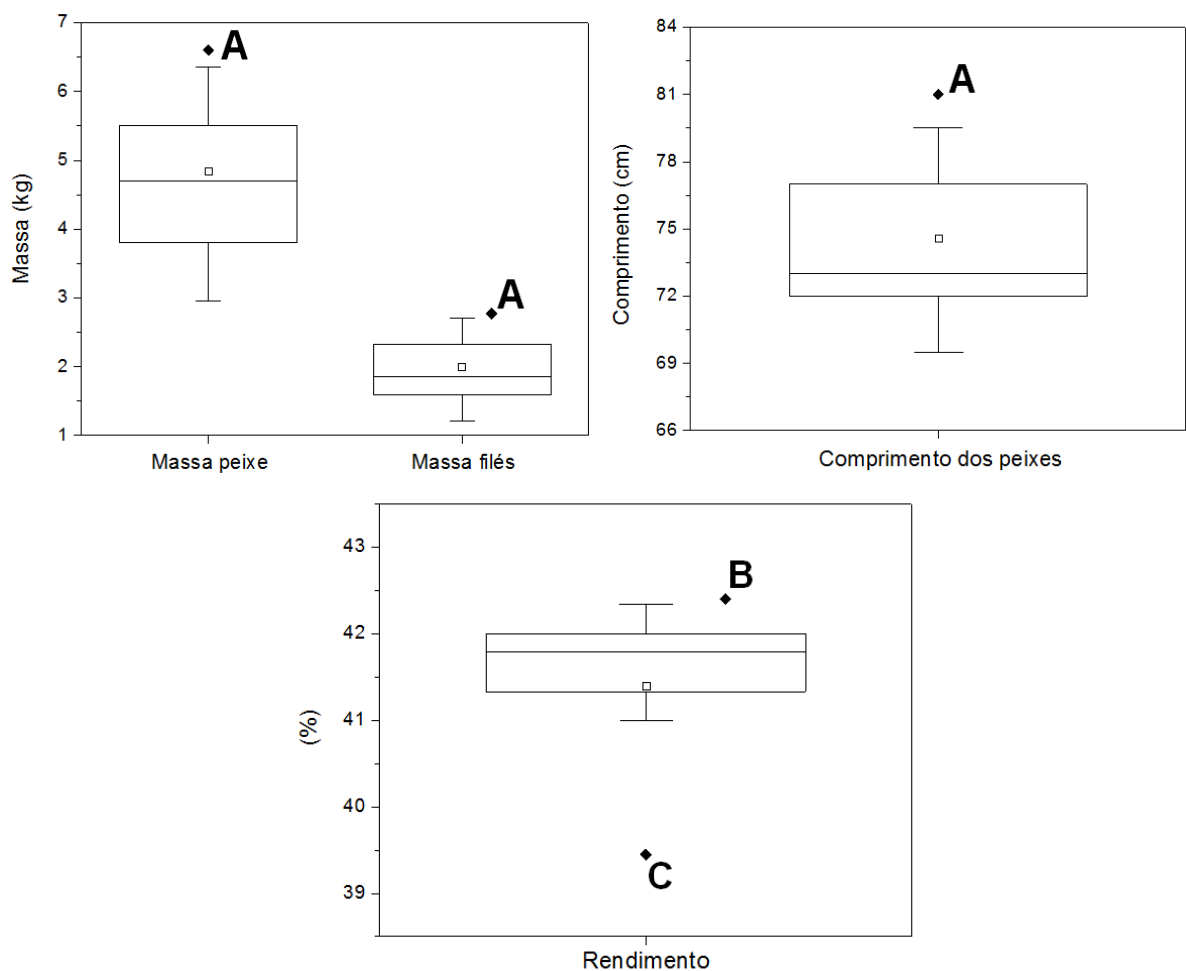 Massa (kg)
7
6
5
4
3
2
1
A
A
Massa peixe
Massa filés
Comprimento (cm)
84
81
78
75
72
69
66
A
Comprimento dos peixes
(%)
43
42
41
40
39
B
C
Rendimento